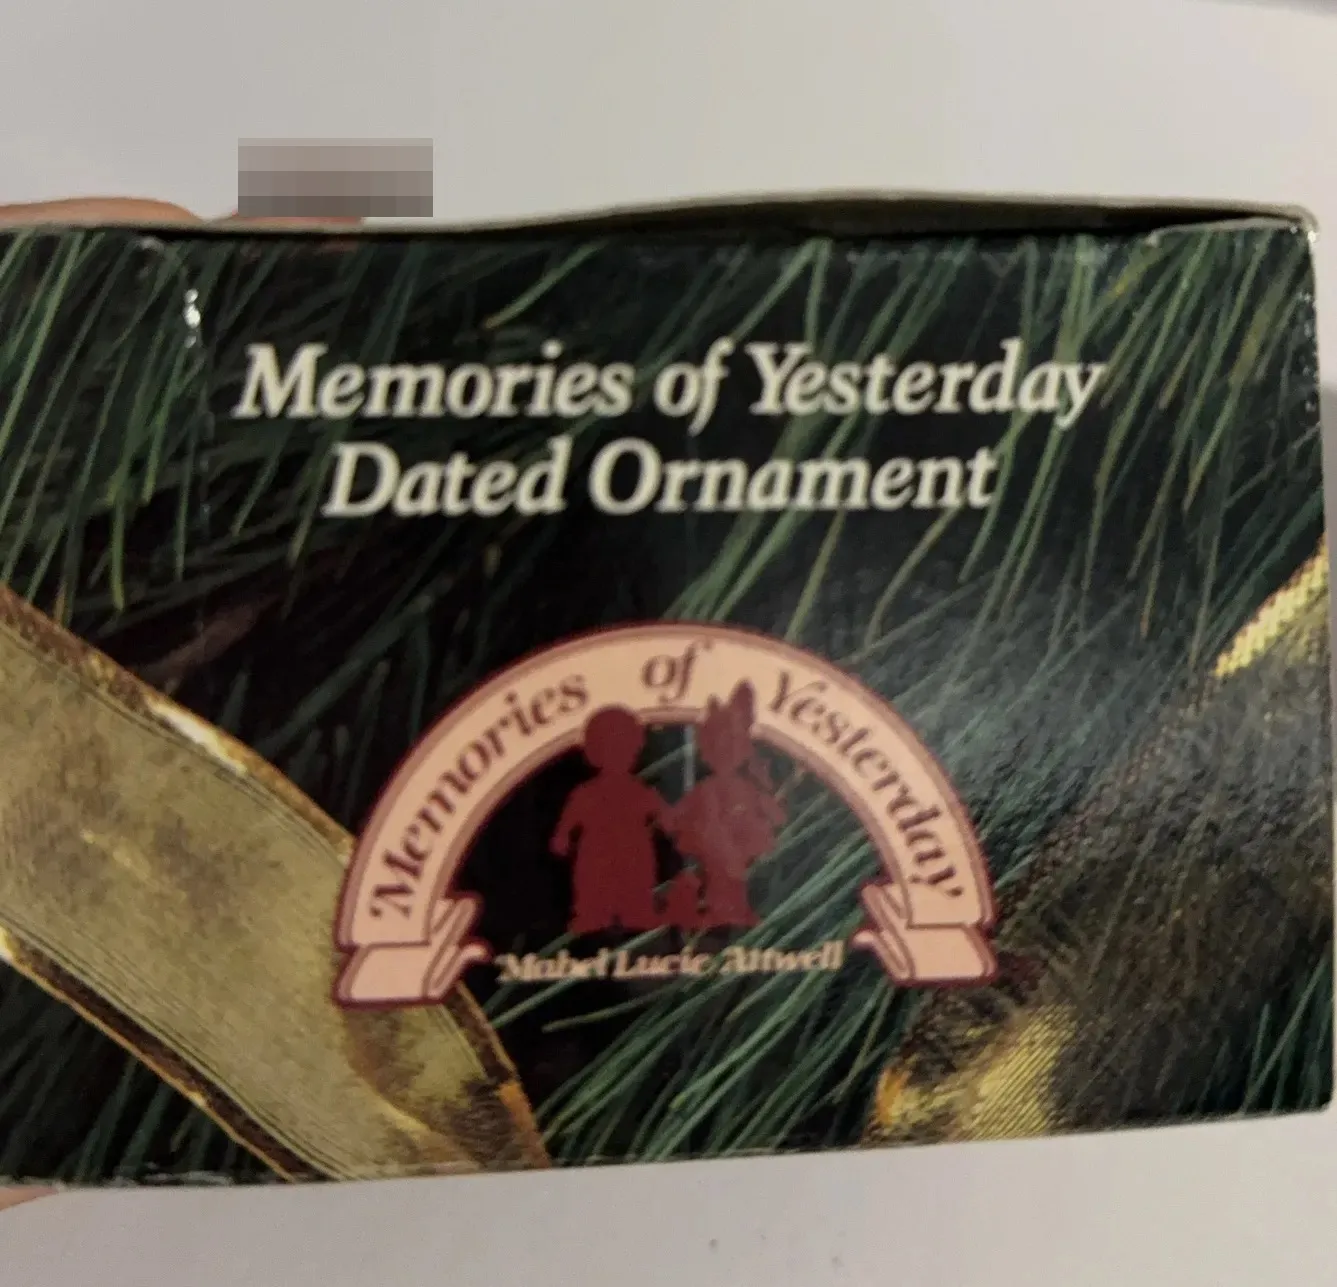 Memories of Yesterday
Dated Ornament
Memories of Yesterday
Mabel Lucie Attwell